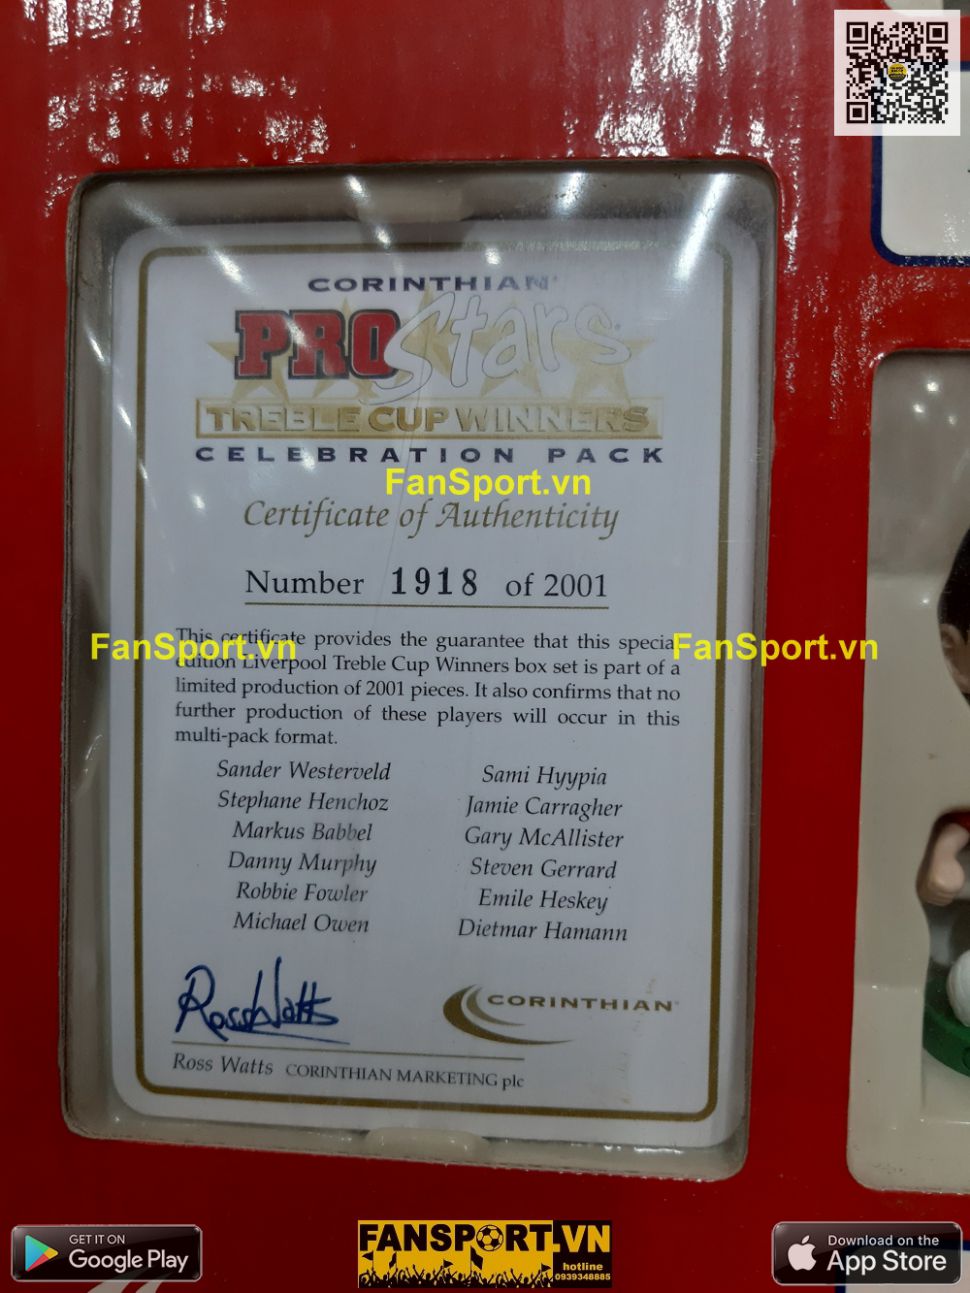 CORINTHIAN
PRO Stars
TREBLE CUP WINNERS
CELEBRATION PACK
FanSport.vn
Certificate of Authenticity
Number 1918 of 2001
FanSport.vn
FanSport.vn
This certificate provides the guarantee that this special
edition Liverpool Treble Cup Winners box set is part of a
limited production of 2001 pieces. It also confirms that no
further production of these players will occur in this
multi-pack format.
Sander Westerveld
Sami Hyypia
Stephane Henchoz
Jamie Carragher
Markus Babbel
Gary McAllister
Danny Murphy
Steven Gerrard
Robbie Fowler
Emile Heskey
Michael Owen
Dietmar Hamann
Ross Watts
CORINTHIAN
Ross Watts CORINTHIAN MARKETING plc
GET IT ON
Google Play
FANSPORT.VN
hotline
0939348885
Download on the
App Store